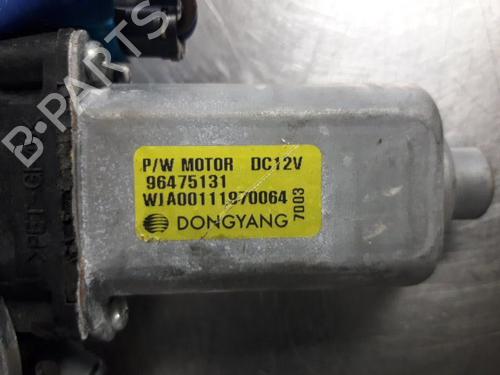 B-PARTS
P/W MOTOR DC12V
96475131
WJA00111970064
7003
DONGYANG